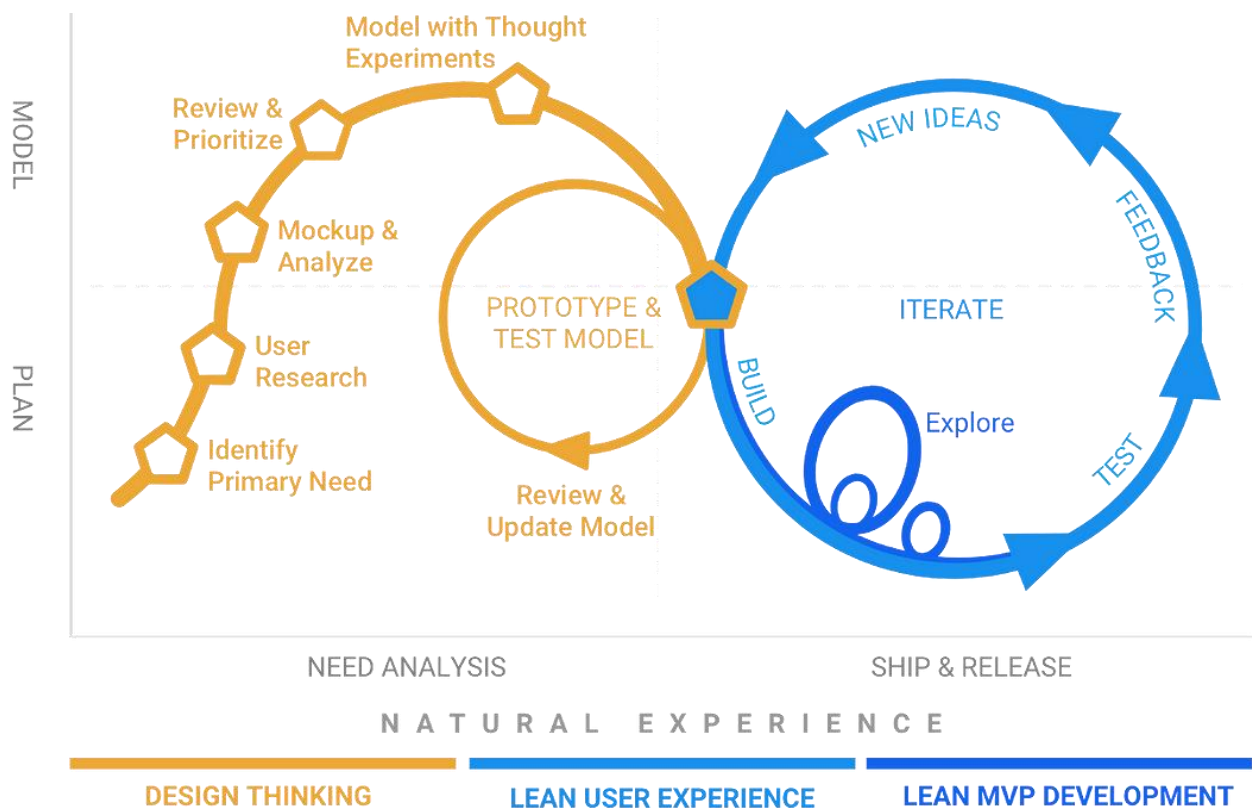 MODEL
PLAN
Model with Thought
Experiments
Review &
Prioritize
Mockup &
Analyze
User
Research
Identify
Primary Need
PROTOTYPE &
TEST MODEL
Review &
Update Model
NEW IDEAS
FEEDBACK
ITERATE
BUILD
Explore
TEST
NEED ANALYSIS
SHIP & RELEASE
NATURAL EXPERIENCE
DESIGN THINKING
LEAN USER EXPERIENCE
LEAN MVP DEVELOPMENT